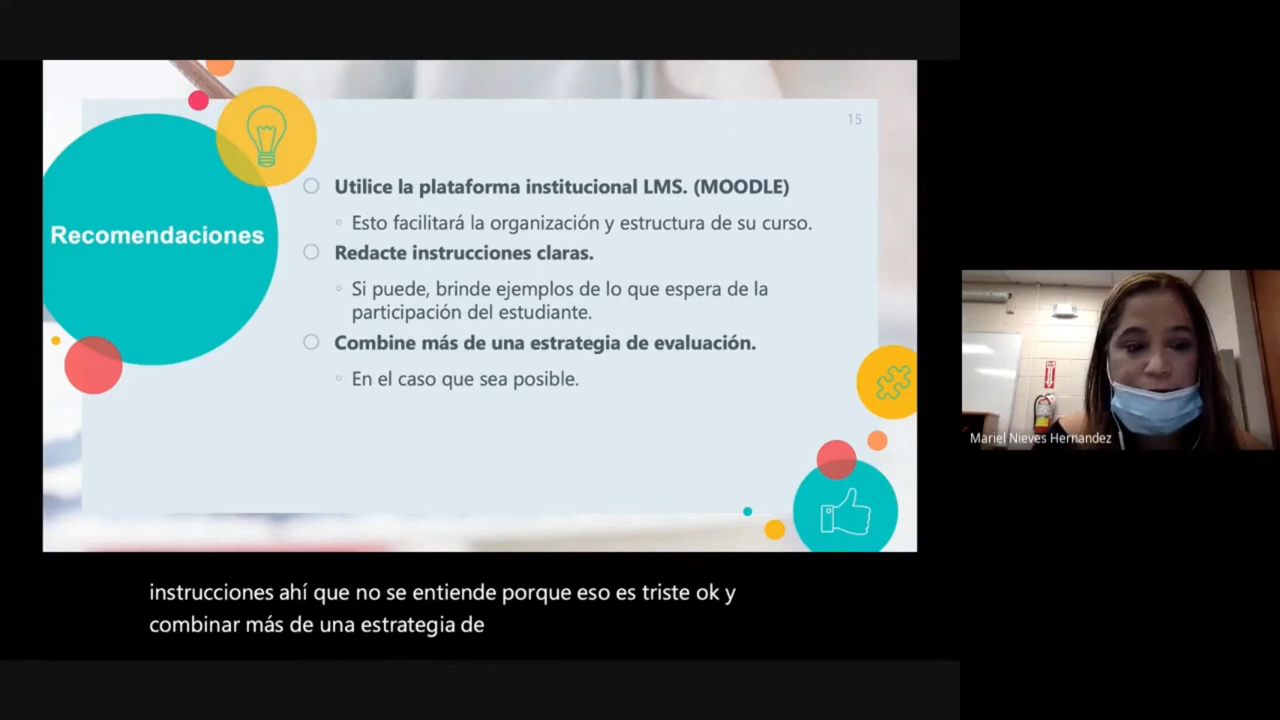 15
Recomendaciones
Utilice la plataforma institucional LMS. (MOODLE)
Esto facilitará la organización y estructura de su curso.
Redacte instrucciones claras.
Si puede, brinde ejemplos de lo que espera de la
participación del estudiante.
Combine más de una estrategia de evaluación.
En el caso que sea posible.
Mariel Nieves Hernandez
instrucciones ahí que no se entiende porque eso es triste ok y
combinar más de una estrategia de